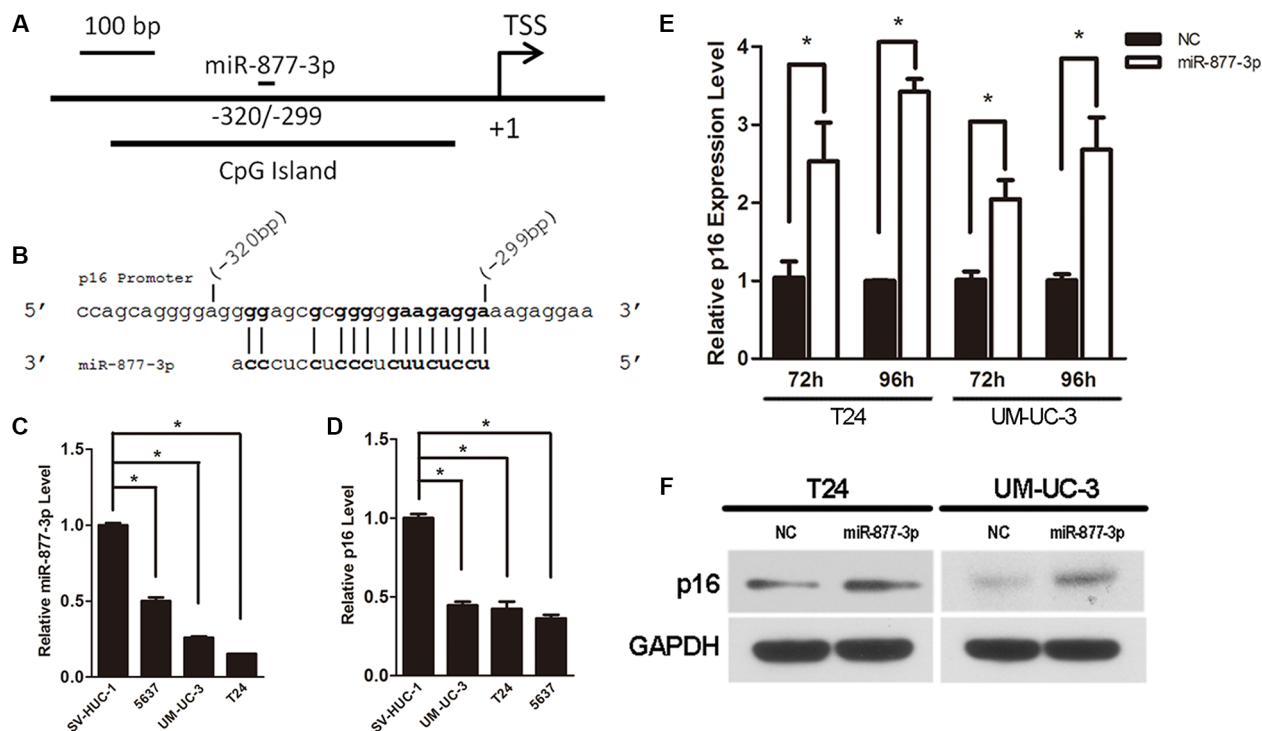 A
100 bp
TSS
miR-877-3p
-320/-299
+1
CpG Island
B
(-320bp)
(-299bp)
p16 Promoter
5’ ccagcaggggagggggagcgcggggggaagaggaaagaggaa 3’
3’ miR-877-3p acccuccucccucuucuccu 5’
C
Relative miR-877-3p Level
1.5
1.0
0.5
0.0
*
*
*
SV-HUC-1
5637
UM-UC-3
T24
D
Relative p16 Level
1.5
1.0
0.5
0.0
*
*
*
SV-HUC-1
UM-UC-3
T24
5637
E
Relative p16 Expression Level
4
3
2
1
0
*
*
*
*
NC
miR-877-3p
72h 96h 72h 96h
T24 UM-UC-3
F
T24 UM-UC-3
NC miR-877-3p NC miR-877-3p
p16
GAPDH